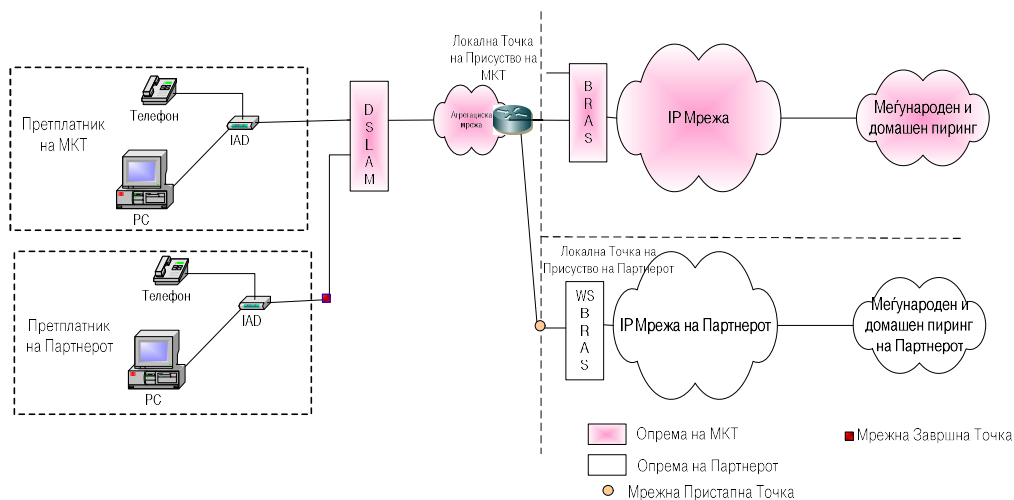 Локална Точка
на Присуство на
МКТ
Претплатник
на МКТ
Телефон
IAD
PC
D
S
L
A
M
Агрегациска
мрежа
B
R
A
S
IP Мрежа
Меѓународен и
домашен пиринг
Претплатник
на Партнерот
Телефон
IAD
PC
Локална Точка на
Присуство на Партнерот
WS
B
R
A
S
IP Мрежа на Партнерот
Меѓународен и
домашен пиринг
на Партнерот
Опрема на МКТ
Мрежна Завршна Точка
Опрема на Партнерот
Мрежна Пристапна Точка